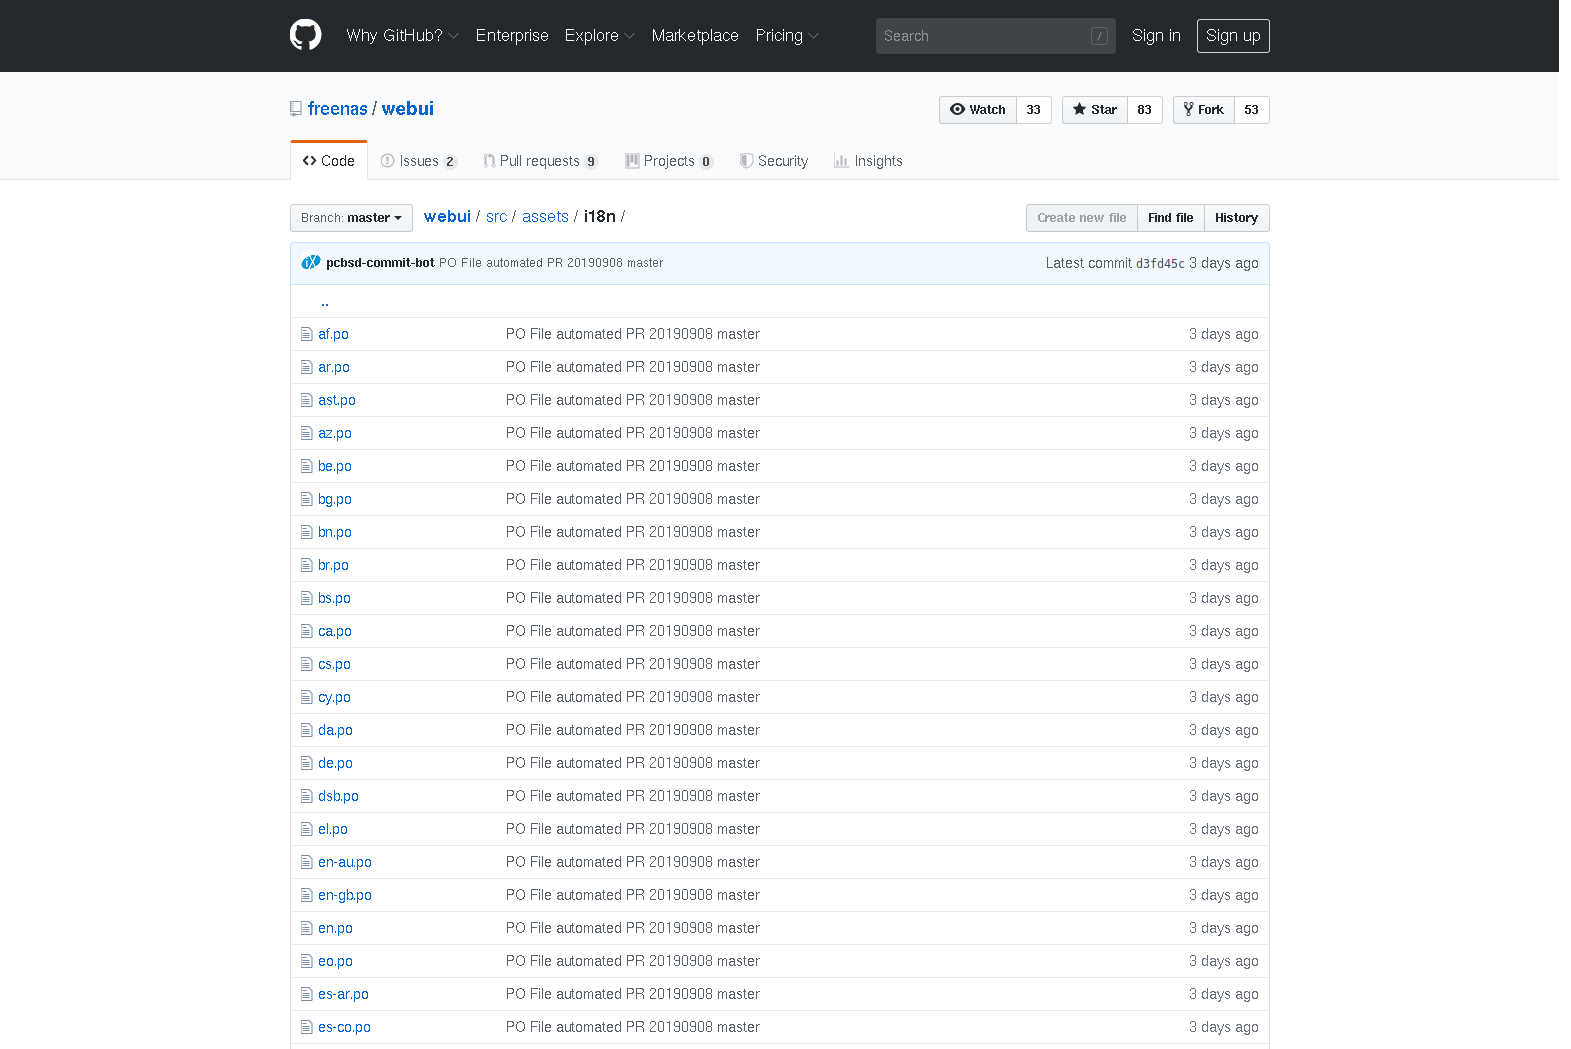 Why GitHub? Enterprise Explore Marketplace Pricing Search / Sign in Sign up
freenas / webui Watch 33 Star 83 Fork 53
Code Issues 2 Pull requests 9 Projects 0 Security Insights
Branch: master webui / src / assets / i18n / Create new file Find file History
pcbsd-commit-bot PO File automated PR 20190908 master Latest commit d3fd45c 3 days ago
..
af.po PO File automated PR 20190908 master 3 days ago
ar.po PO File automated PR 20190908 master 3 days ago
ast.po PO File automated PR 20190908 master 3 days ago
az.po PO File automated PR 20190908 master 3 days ago
be.po PO File automated PR 20190908 master 3 days ago
bg.po PO File automated PR 20190908 master 3 days ago
bn.po PO File automated PR 20190908 master 3 days ago
br.po PO File automated PR 20190908 master 3 days ago
bs.po PO File automated PR 20190908 master 3 days ago
ca.po PO File automated PR 20190908 master 3 days ago
cs.po PO File automated PR 20190908 master 3 days ago
cy.po PO File automated PR 20190908 master 3 days ago
da.po PO File automated PR 20190908 master 3 days ago
de.po PO File automated PR 20190908 master 3 days ago
dsb.po PO File automated PR 20190908 master 3 days ago
el.po PO File automated PR 20190908 master 3 days ago
en-au.po PO File automated PR 20190908 master 3 days ago
en-gb.po PO File automated PR 20190908 master 3 days ago
en.po PO File automated PR 20190908 master 3 days ago
eo.po PO File automated PR 20190908 master 3 days ago
es-ar.po PO File automated PR 20190908 master 3 days ago
es-co.po PO File automated PR 20190908 master 3 days ago